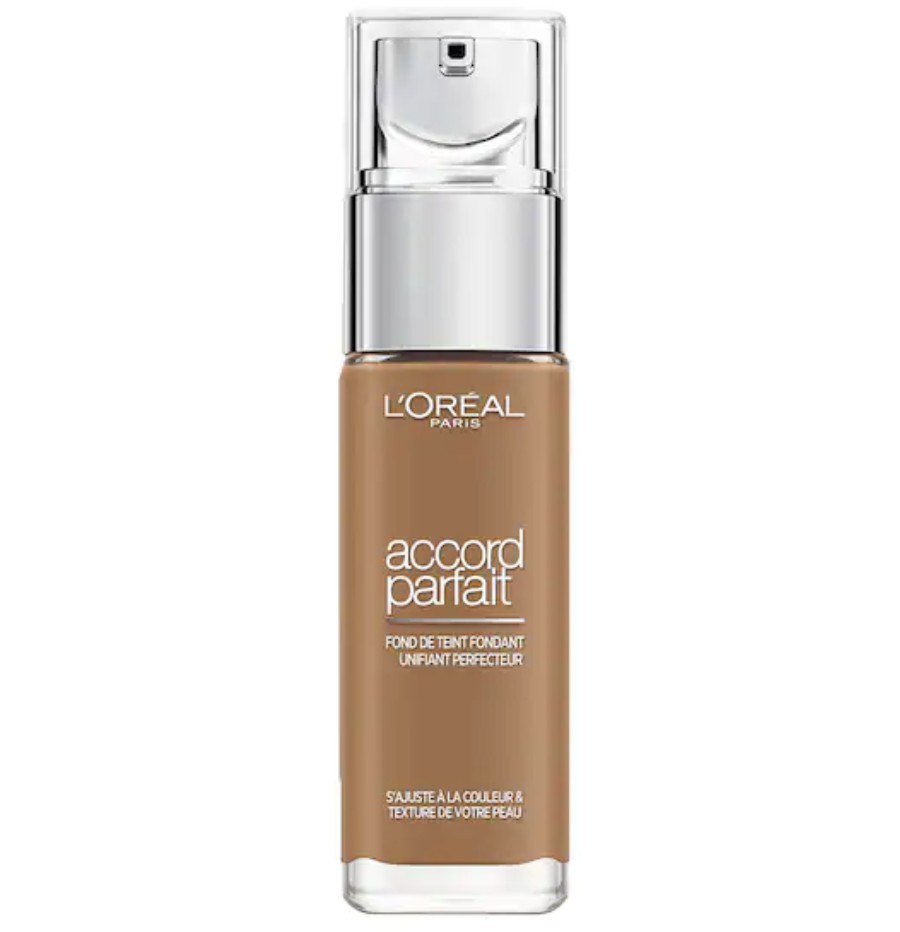 L'ORÉAL
PARIS
accord
parfait
FOND DE TEINT FONDANT
UNIFIANT PERFECTEUR
S'AJUSTE À LA COULEUR &
TEXTURE DE VOTRE PEAU